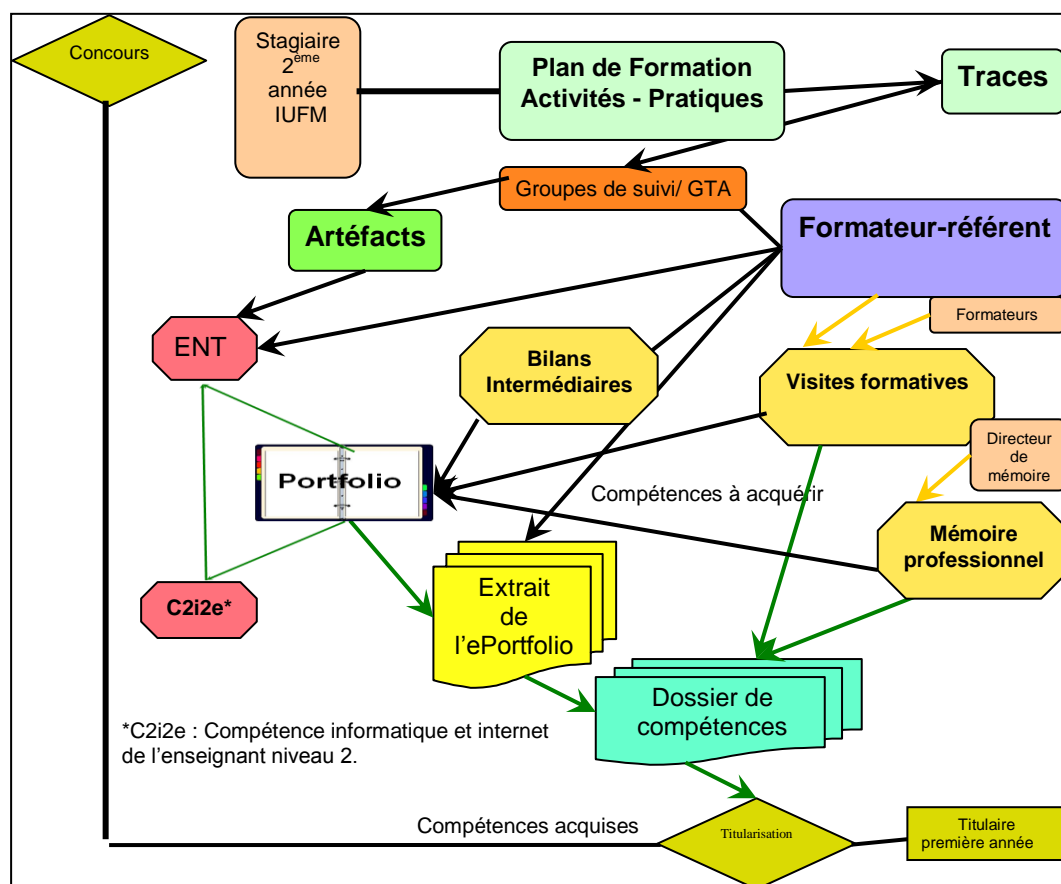 Concours
Stagiaire
2ème
année
IUFM
Plan de Formation
Activités - Pratiques
Traces
Groupes de suivi/ GTA
Artéfacts
Formateur-référent
Formateurs
ENT
Bilans
Intermédiaires
Visites formatives
Directeur
de
mémoire
Portfolio
Compétences à acquérir
Mémoire
professionnel
C2i2e*
Extrait
de
l'ePortfolio
Dossier de
compétences
*C2i2e : Compétence informatique et internet
de l'enseignant niveau 2.
Compétences acquises
Titularisation
Titulaire
première année